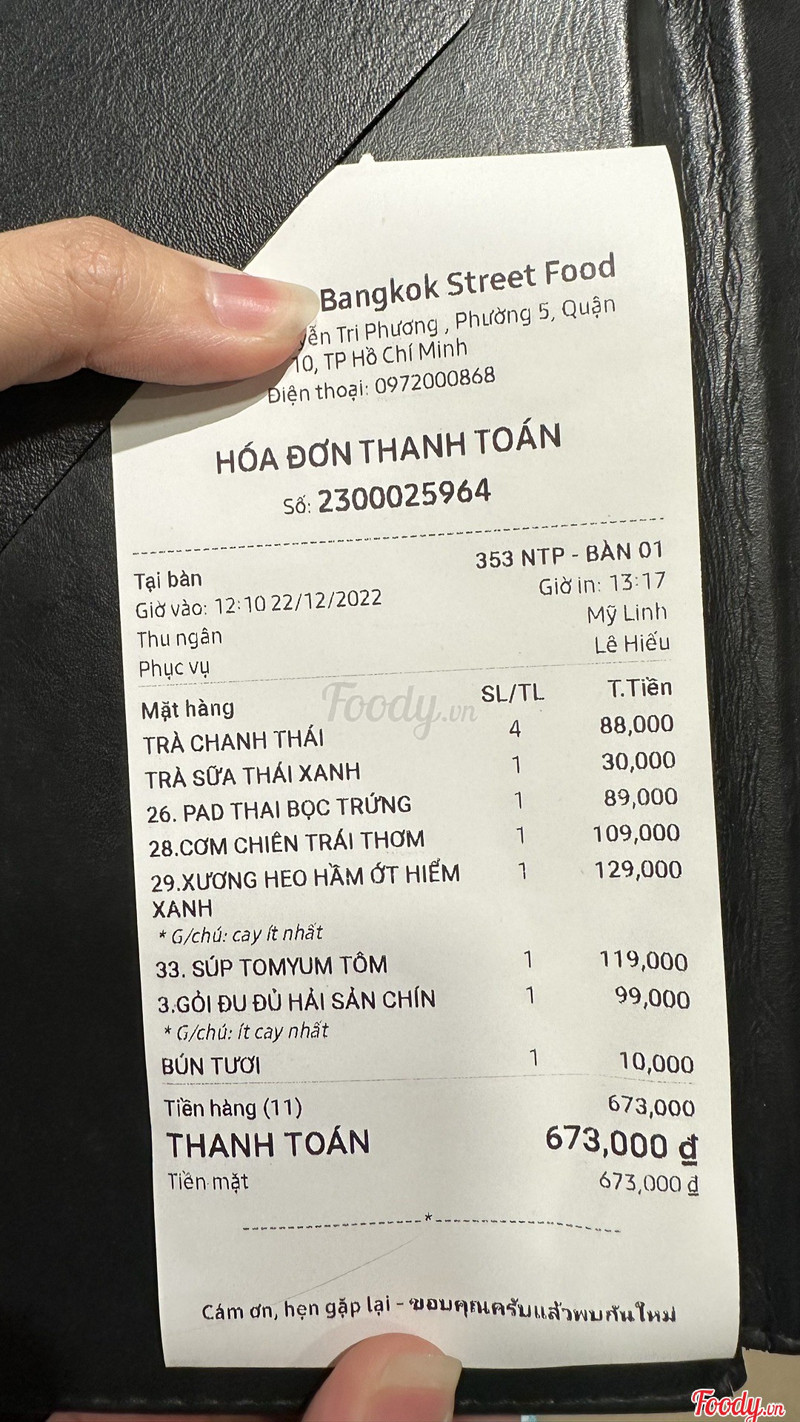 Bangkok Street Food
Tri Phương , Phường 5, Quận
10, TP Hồ Chí Minh
Điện thoại: 0972000868
HÓA ĐƠN THANH TOÁN
Số: 2300025964
353 NTP - BÀN 01
Tại bàn
Giờ vào: 12:10 22/12/2022 Giờ in: 13:17
Thu ngân Mỹ Linh
Phục vụ Lê Hiếu
Mặt hàng SL/TL T.Tiền
TRÀ CHANH THÁI 4 88,000
TRÀ SỮA THÁI XANH 1 30,000
26. PAD THAI BỌC TRỨNG 1 89,000
28.CƠM CHIÊN TRÁI THƠM 1 109,000
29.XƯƠNG HEO HẦM ỚT HIỂM 1 129,000
XANH
* G/chú: cay ít nhất
33. SÚP TOMYUM TÔM 1 119,000
3.GỎI ĐU ĐỦ HẢI SẢN CHÍN 1 99,000
* G/chú: ít cay nhất
BÚN TƯƠI 1 10,000
Tiền hàng (11) 673,000
THANH TOÁN 673,000 ₫
Tiền mặt 673,000 ₫
Cám ơn, hẹn gặp lại - ขอบคุณครับแล้วพบกันใหม่
Foody.vn
Foody.vn